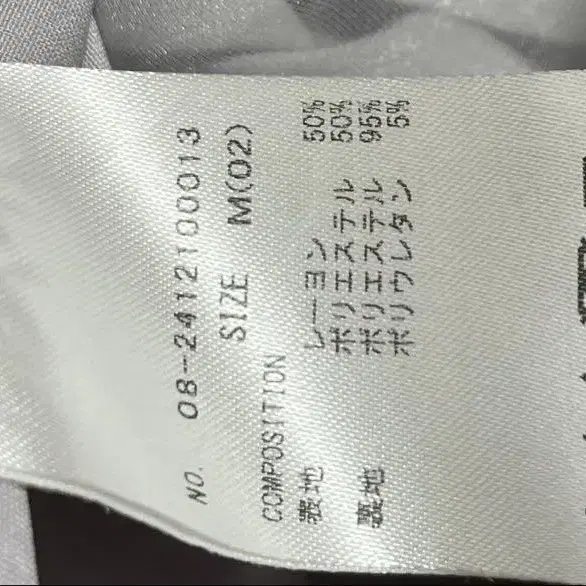 NO. 08-2412100013
SIZE M(02)
COMPOSITION
表地 レーヨン 50%
ポリエステル 50%
裏地 ポリエステル 95%
ポリウレタン 5%